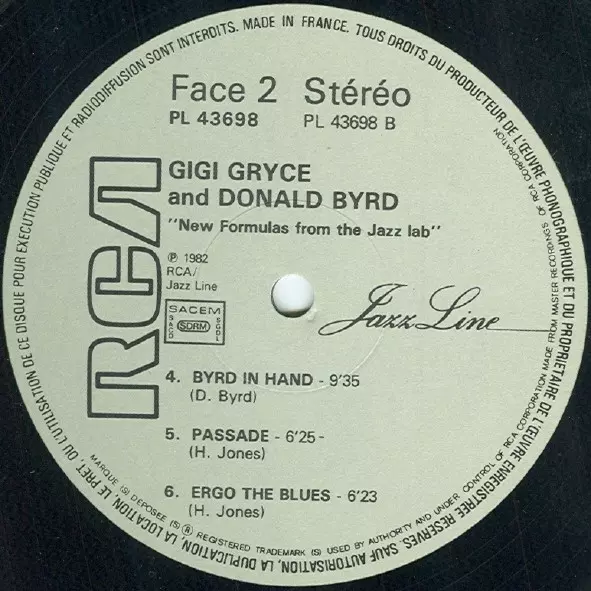 Face 2 Stéréo
PL 43698 PL 43698 B
GIGI GRYCE
and DONALD BYRD
"New Formulas from the Jazz lab"
℗ 1982
RCA/
Jazz Line
RCA
SACEM
SACD SDRM SGDL
Jazz Line
4. BYRD IN HAND - 9'35
(D. Byrd)
5. PASSADE - 6'25 -
(H. Jones)
6. ERGO THE BLUES - 6'23
(H. Jones)
MADE IN FRANCE. TOUS DROITS DU PRODUCTEUR DE L'ŒUVRE PHONOGRAPHIQUE ET DU PROPRIETAIRE DE L'ŒUVRE ENREGISTREE RESERVES. SAUF AUTORISATION, LA DUPLICATION, LA LOCATION, LE PRET, OU L'UTILISATION DE CE DISQUE POUR EXECUTION PUBLIQUE ET RADIODIFFUSION SONT INTERDITS.
MARQUE (S) DEPOSEE (S) ® REGISTERED TRADEMARK (S) USED BY AUTHORITY AND UNDER CONTROL OF RCA CORPORATION MADE FROM MASTER RECORDINGS OF RCA CORPORATION